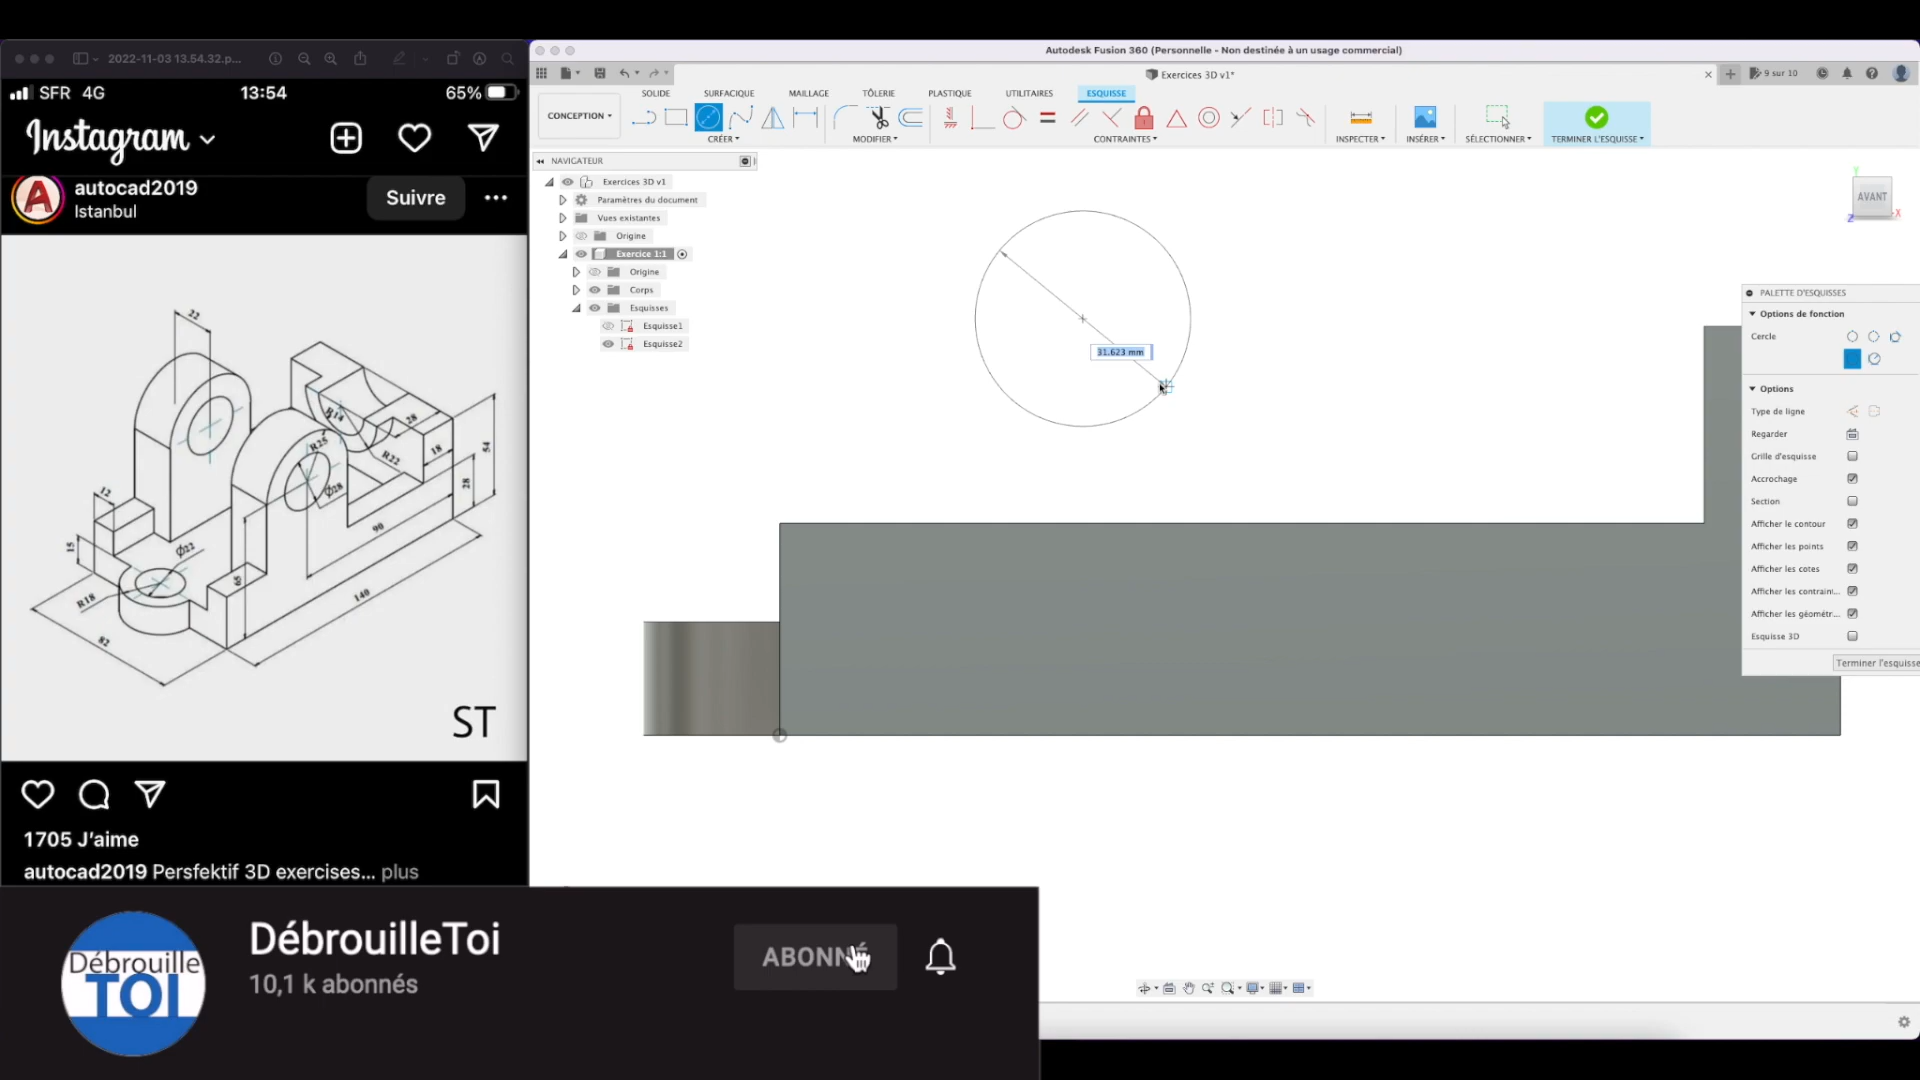 2022-11-03 13.54.32.p...
SFR 4G
13:54
65%
Instagram
autocad2019
Istanbul
Suivre
22
R14
28
54
R25
18
R22
28
Ø28
12
90
15
Ø22
65
R18
140
82
ST
1705 J'aime
autocad2019 Persfektif 3D exercises... plus
Autodesk Fusion 360 (Personnelle - Non destinée à un usage commercial)
Exercices 3D v1*
9 sur 10
SOLIDE
SURFACIQUE
MAILLAGE
TÔLERIE
PLASTIQUE
UTILITAIRES
ESQUISSE
CONCEPTION
CRÉER
MODIFIER
CONTRAINTES
INSPECTER
INSÉRER
SÉLECTIONNER
TERMINER L'ESQUISSE
NAVIGATEUR
Exercices 3D v1
Paramètres du document
Vues existantes
Origine
Exercice 1:1
Origine
Corps
Esquisses
Esquisse1
Esquisse2
31.623 mm
Y
AVANT
Z
X
PALETTE D'ESQUISSES
Options de fonction
Cercle
Options
Type de ligne
Regarder
Grille d'esquisse
Accrochage
Section
Afficher le contour
Afficher les points
Afficher les cotes
Afficher les contrain...
Afficher les géométr...
Esquisse 3D
Terminer l'esquisse
Débrouille
TOI
DébrouilleToi
10,1 k abonnés
ABONNÉ